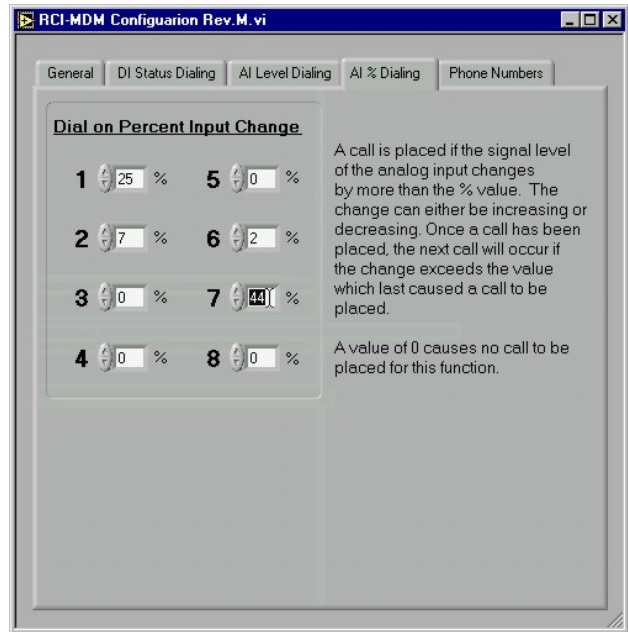 RCI-MDM Configuarion Rev.M.vi
General DI Status Dialing AI Level Dialing AI % Dialing Phone Numbers
Dial on Percent Input Change
1 25 % 5 0 %
2 7 % 6 2 %
3 0 % 7 44 %
4 0 % 8 0 %
A call is placed if the signal level
of the analog input changes
by more than the % value. The
change can either be increasing or
decreasing. Once a call has been
placed, the next call will occur if
the change exceeds the value
which last caused a call to be
placed.
A value of 0 causes no call to be
placed for this function.